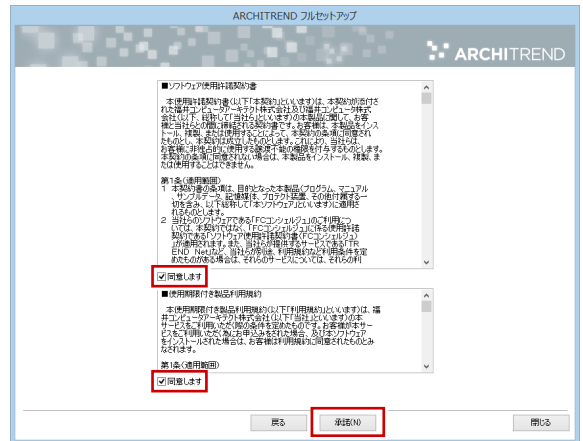 ARCHITREND フルセットアップ
ARCHITREND
■ソフトウェア使用許諾契約書
本使用許諾契約書(以下「本契約」といいます)は、本契約が添付さ
れた福井コンピュータアーキテクト株式会社及び福井コンピュータ株式
会社(以下、総称して「当社ら」といいます)の本製品に関して、お客
様と当社らとの間に締結される契約書です。お客様は、本製品をインス
トール、複製、または使用することによって、本契約の条項に同意され
たものとし、本契約は成立したものとします。これにより、当社らは、
お客様に非独占的に使用する譲渡不能の権限を付与するものとします。
本契約の条項に同意されない場合は、本製品をインストール、複製、ま
たは使用することはできません。
第1条(適用範囲)
1 本契約書の条項は、目的となった本製品(プログラム、マニュアル
、サンプルデータ、記憶媒体、プロテクト装置、その他付属する一
切を含み、以下総称して「本ソフトウェア」といいます)に適用さ
れるものとします。
2 当社らのソフトウェアである「FCコンシェルジュ」のご利用につ
いては、本契約ではなく、「FCコンシェルジュ」に係る使用許諾
契約である「ソフトウェア使用許諾契約書(FCコンシェルジュ)
」が適用されます。また、当社らが提供するサービスである「TR
END Net」など、当社らが別途、利用規約など利用条件を定
めたものがある場合は、それらのサービスについては、それらの利
同意します
■使用期限付き製品利用規約
本使用期限付き製品利用規約(以下「利用規約」といいます)は、福
井コンピュータアーキテクト株式会社(以下「当社」といいます)の本
サービスをご利用いただく際の条件を定めたものです。お客様が本サー
ビスをご利用いただく為にお申込みをされた場合、及び本ソフトウェア
をインストールされた場合は、お客様は利用規約に同意されたものとみ
なされます。
第1条(適用範囲)
同意します
戻る
承諾(N)
閉じる